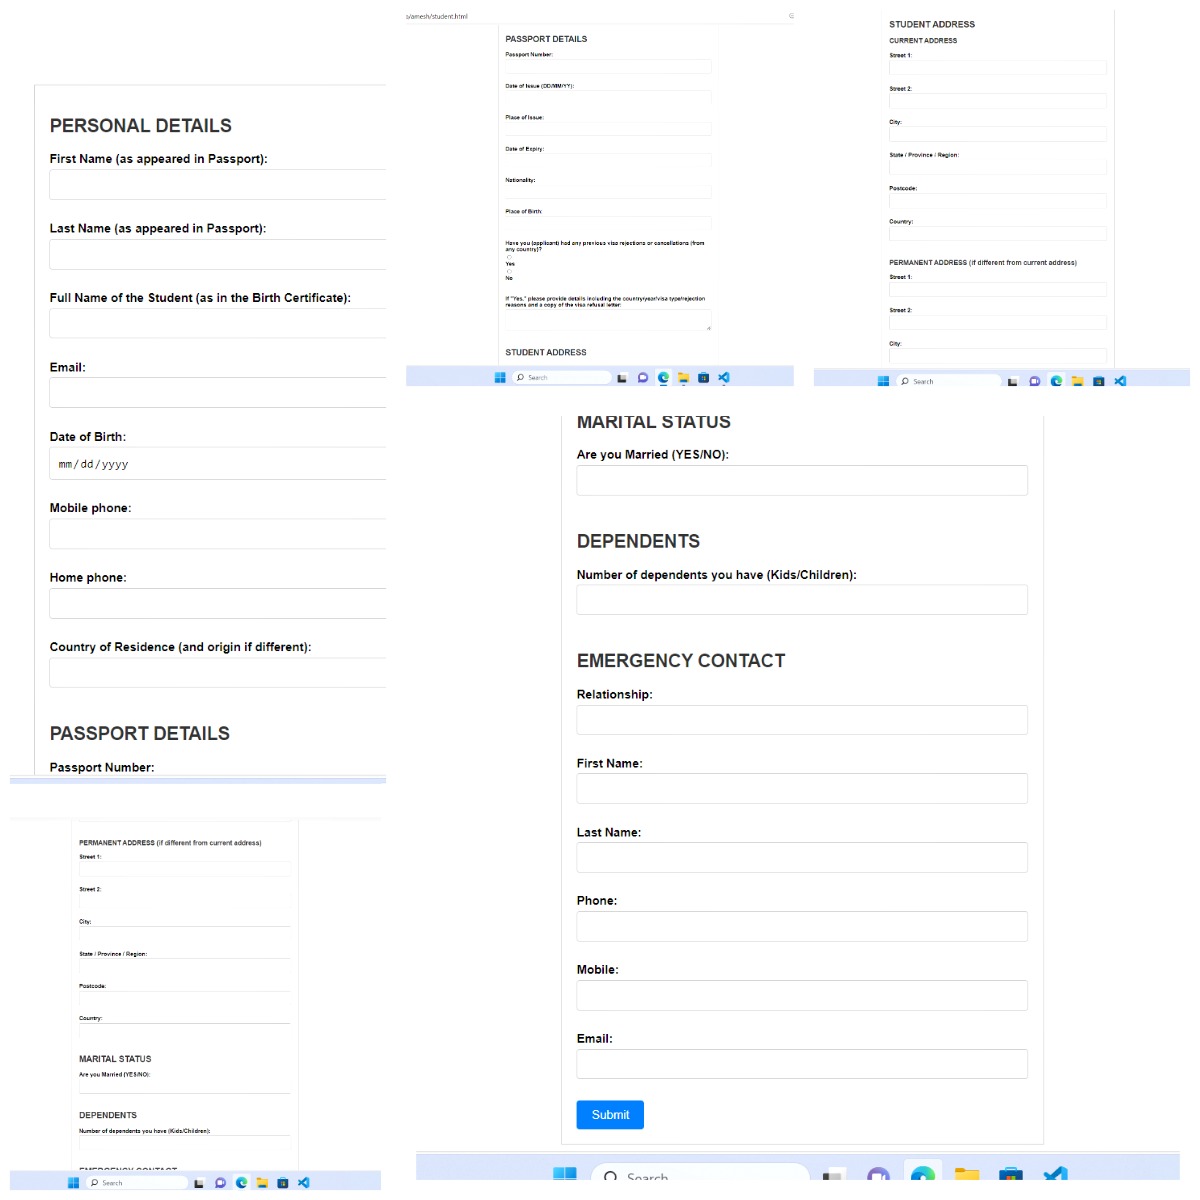 PERSONAL DETAILS
First Name (as appeared in Passport):
Last Name (as appeared in Passport):
Full Name of the Student (as in the Birth Certificate):
Email:
Date of Birth:
mm/dd/yyyy
Mobile phone:
Home phone:
Country of Residence (and origin if different):
PASSPORT DETAILS
Passport Number:
s/amesh/student.html
PASSPORT DETAILS
Passport Number:
Date of Issue (DD/MM/YY):
Place of Issue:
Date of Expiry:
Nationality:
Place of Birth:
Have you (applicant) had any previous visa rejections or cancellations (from
any country)?
Yes
No
If "Yes," please provide details including the country/year/visa type/rejection
reasons and a copy of the visa refusal letter:
STUDENT ADDRESS
Search
STUDENT ADDRESS
CURRENT ADDRESS
Street 1:
Street 2:
City:
State / Province / Region:
Postcode:
Country:
PERMANENT ADDRESS (if different from current address)
Street 1:
Street 2:
City:
Search
PERMANENT ADDRESS (if different from current address)
Street 1:
Street 2:
City:
State / Province / Region:
Postcode:
Country:
MARITAL STATUS
Are you Married (YES/NO):
DEPENDENTS
Number of dependents you have (Kids/Children):
EMERGENCY CONTACT
Search
MARITAL STATUS
Are you Married (YES/NO):
DEPENDENTS
Number of dependents you have (Kids/Children):
EMERGENCY CONTACT
Relationship:
First Name:
Last Name:
Phone:
Mobile:
Email:
Submit
Search